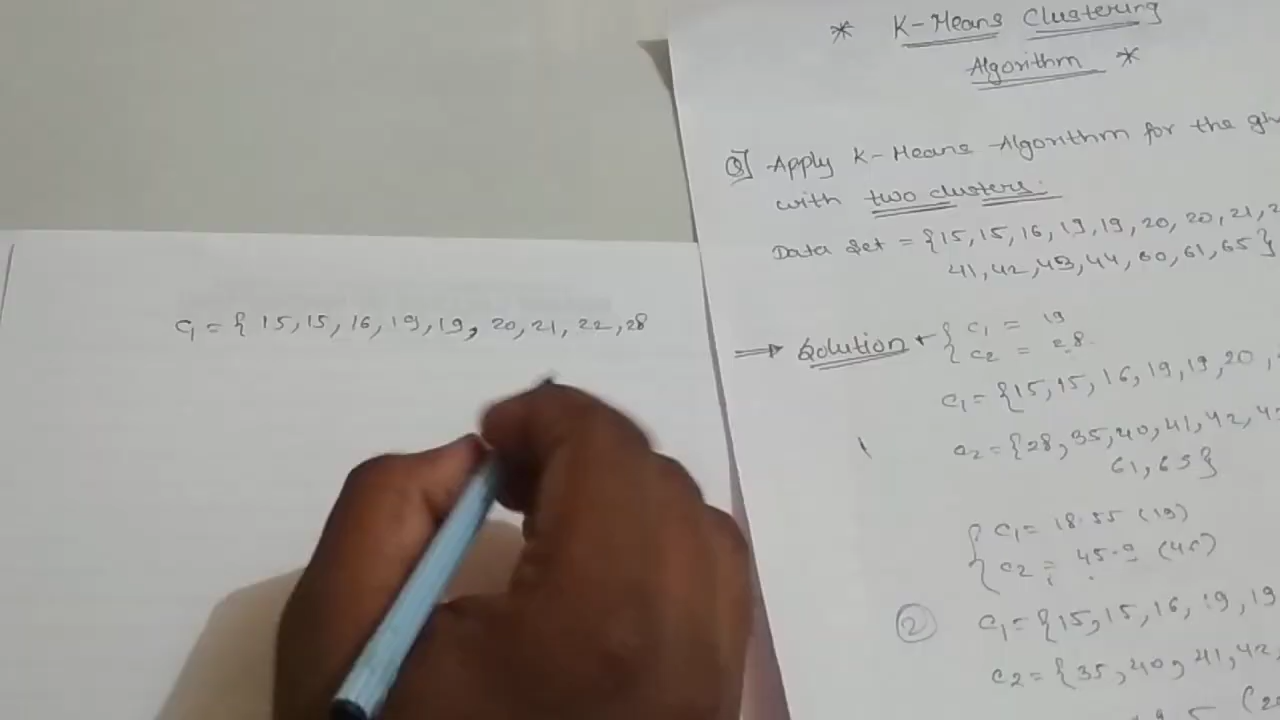 * K-Means Clustering
Algorithm *
Q] Apply K-Means Algorithm for the
with two clusters.
Data Set = {15, 15, 16, 19, 19, 20, 20, 21,
41, 42, 43, 44, 60, 61, 65}
⇒ Solution { C1 = 19
C2 = 28
C1 = {15, 15, 16, 19, 19, 20,
C2 = {28, 35, 40, 41, 42,
61, 65}
{ C1 = 18.55 (19)
C2 = 45.9
② C1 = {15, 15, 16, 19, 19
C2 = {35, 40, 41, 42,
C1 = { 15, 15, 16, 19, 19, 20, 21, 22, 28